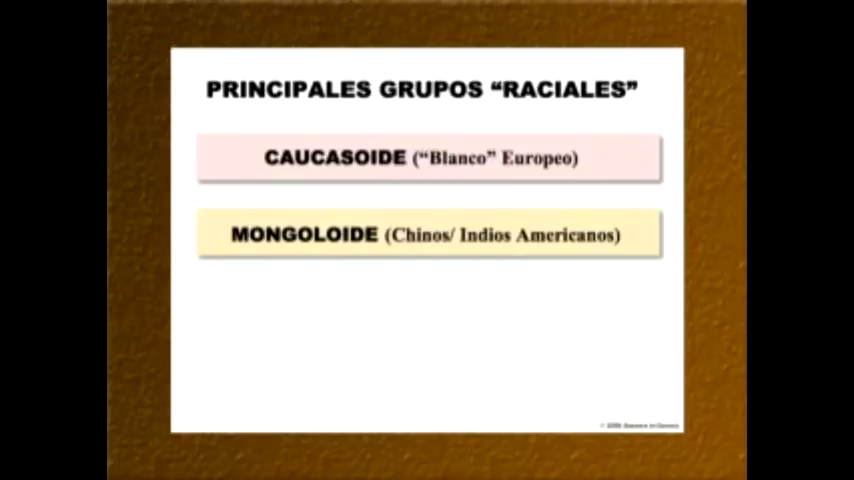 PRINCIPALES GRUPOS “RACIALES”
CAUCASOIDE (“Blanco” Europeo)
MONGOLOIDE (Chinos/ Indios Americanos)